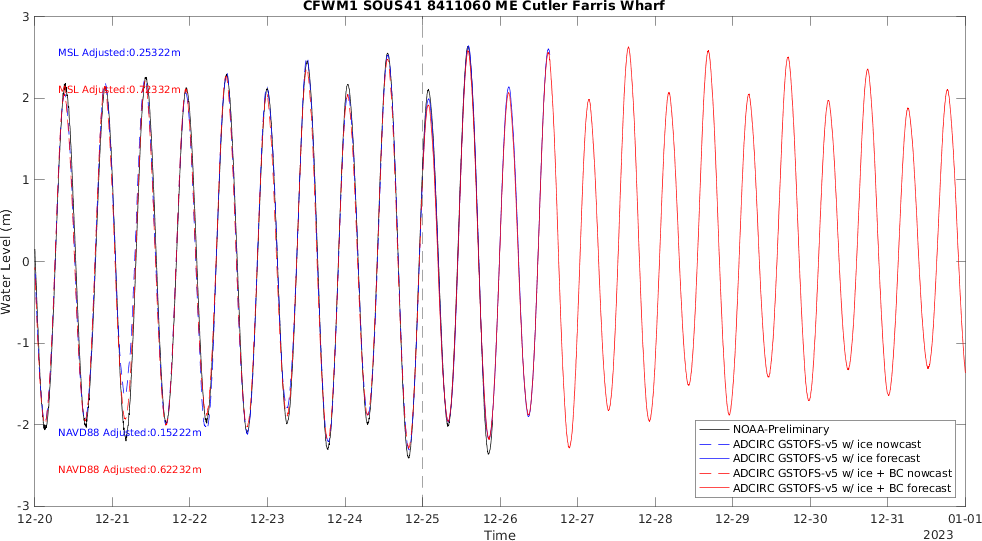 CFWM1 SOUS41 8411060 ME Cutler Farris Wharf
3
2
1
0
-1
-2
-3
Water Level (m)
MSL Adjusted:0.25322m
MSL Adjusted:0.72332m
NAVD88 Adjusted:0.15222m
NAVD88 Adjusted:0.62232m
NOAA-Preliminary
ADCIRC GSTOFS-v5 w/ ice nowcast
ADCIRC GSTOFS-v5 w/ ice forecast
ADCIRC GSTOFS-v5 w/ ice + BC nowcast
ADCIRC GSTOFS-v5 w/ ice + BC forecast
12-20 12-21 12-22 12-23 12-24 12-25 12-26 12-27 12-28 12-29 12-30 12-31 01-01
Time
2023